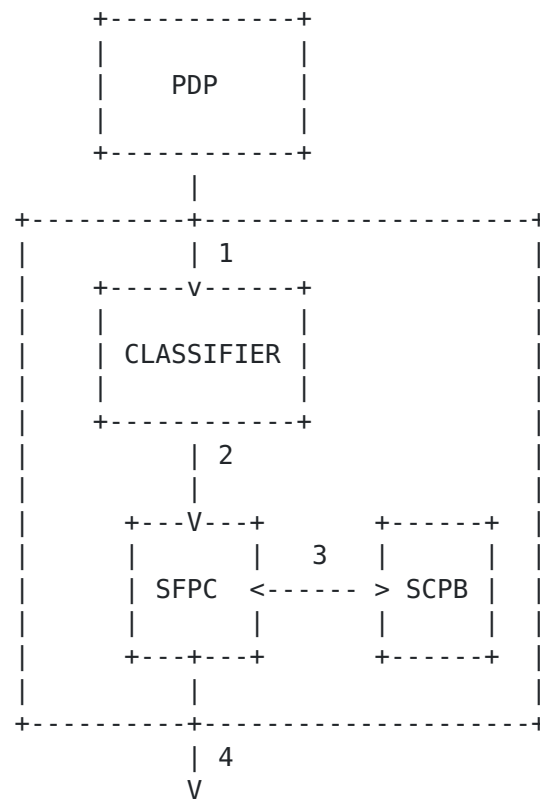 PDP
1
CLASSIFIER
2
3
SFPC <------ > SCPB
4
V